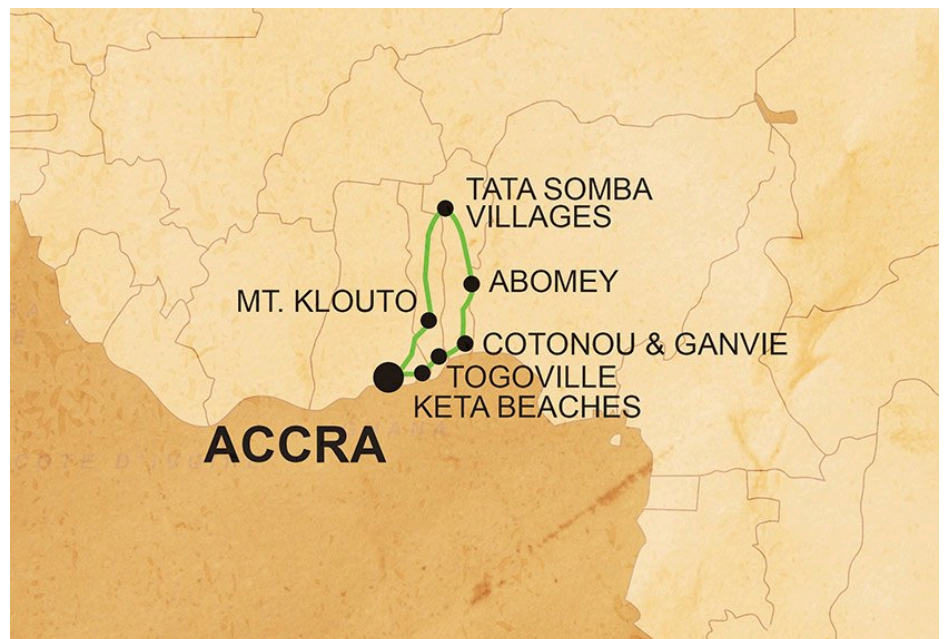 TATA SOMBA
VILLAGES
ABOMEY
MT. KLOUTO
COTONOU & GANVIE
TOGOVILLE
KETA BEACHES
ACCRA